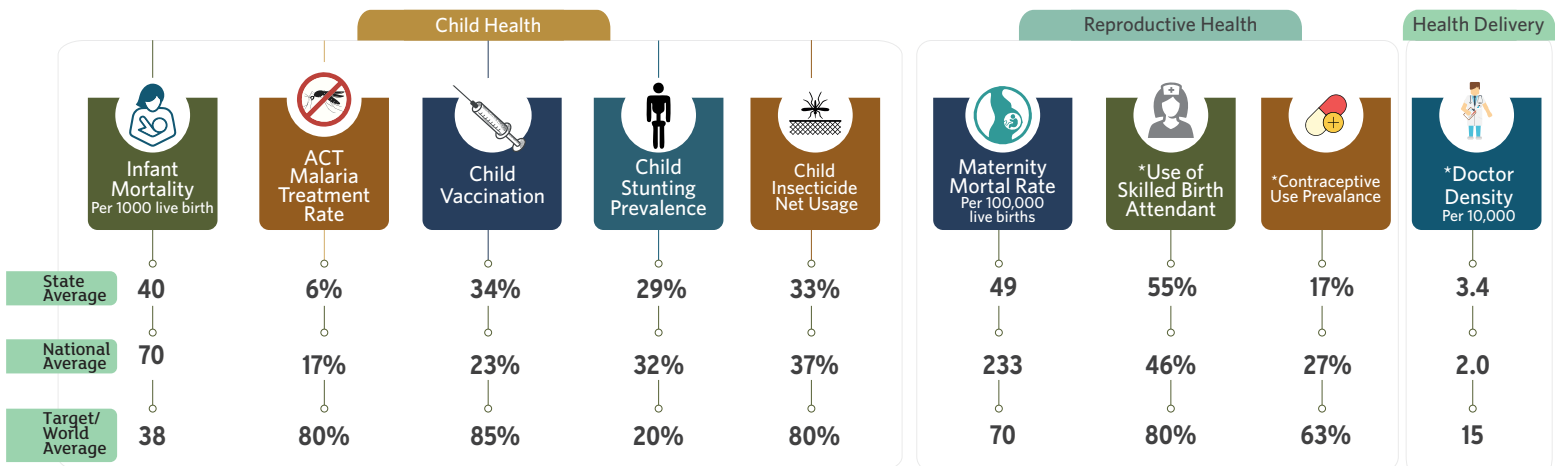 Child Health
Reproductive Health
Health Delivery
Infant
Mortality
Per 1000 live birth
ACT
Malaria
Treatment
Rate
Child
Vaccination
Child
Stunting
Prevalence
Child
Insecticide
Net Usage
Maternity
Mortal Rate
Per 100,000
live births
*Use of
Skilled Birth
Attendant
*Contraceptive
Use Prevalance
*Doctor
Density
Per 10,000
State
Average
40 6% 34% 29% 33% 49 55% 17% 3.4
National
Average
70 17% 23% 32% 37% 233 46% 27% 2.0
Target/
World
Average
38 80% 85% 20% 80% 70 80% 63% 15